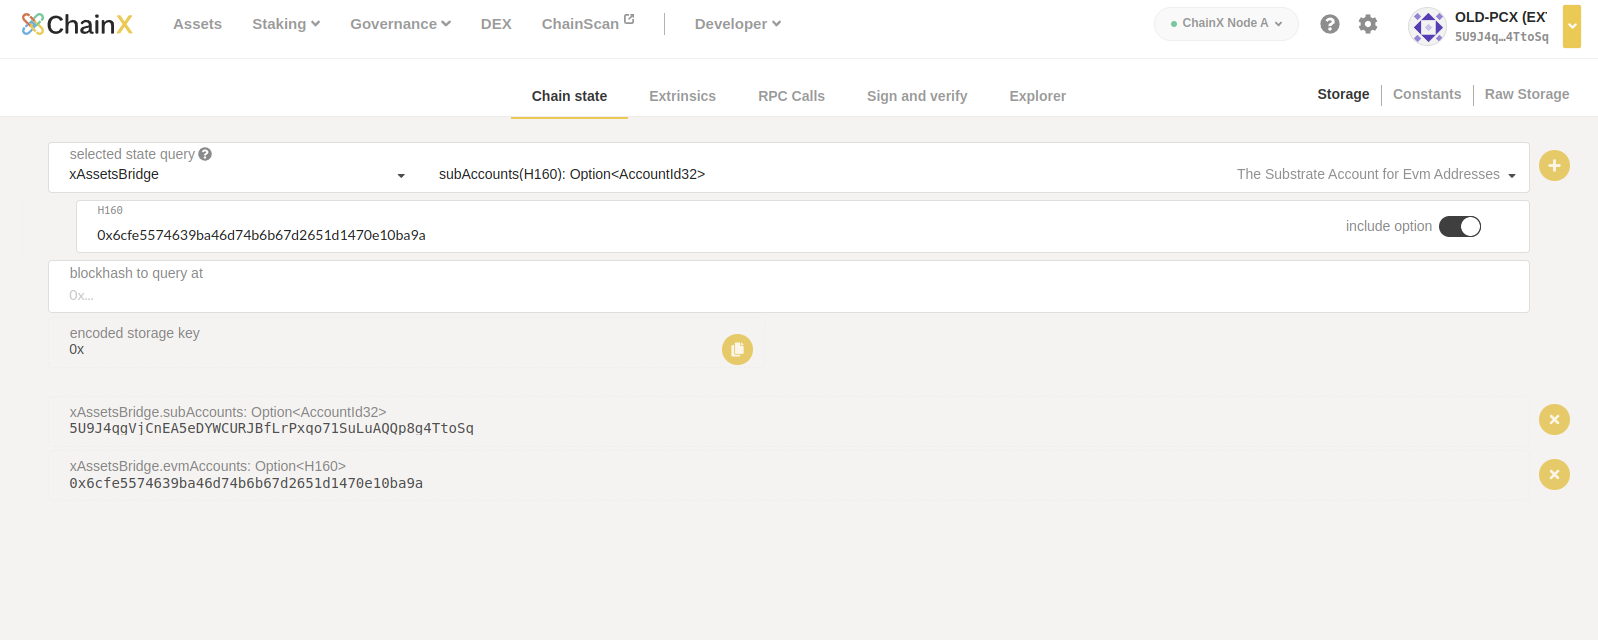 ChainX
Assets
Staking
Governance
DEX
ChainScan
Developer
ChainX Node A
OLD-PCX (EXT
5U9J4q…4TtoSq
Chain state
Extrinsics
RPC Calls
Sign and verify
Explorer
Storage
Constants
Raw Storage
selected state query
xAssetsBridge
subAccounts(H160): Option<AccountId32>
The Substrate Account for Evm Addresses
H160
0x6cfe5574639ba46d74b6b67d2651d1470e10ba9a
include option
blockhash to query at
0x...
encoded storage key
0x
xAssetsBridge.subAccounts: Option<AccountId32>
5U9J4qgVjCnEA5eDYWCURJBfLrPxqo71SuLuAQQp8g4TtoSq
xAssetsBridge.evmAccounts: Option<H160>
0x6cfe5574639ba46d74b6b67d2651d1470e10ba9a